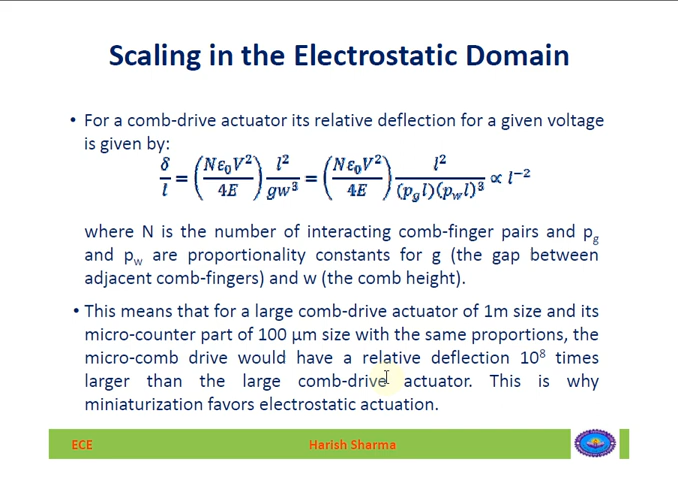 Scaling in the Electrostatic Domain
• For a comb-drive actuator its relative deflection for a given voltage
is given by:
δ/l = (Nε₀V²/4E) l²/gw³ = (Nε₀V²/4E) l²/(p_g l)(p_w l)³ ∝ l⁻²
where N is the number of interacting comb-finger pairs and p_g
and p_w are proportionality constants for g (the gap between
adjacent comb-fingers) and w (the comb height).
• This means that for a large comb-drive actuator of 1m size and its
micro-counter part of 100 µm size with the same proportions, the
micro-comb drive would have a relative deflection 10⁸ times
larger than the large comb-drive actuator. This is why
miniaturization favors electrostatic actuation.
ECE Harish Sharma